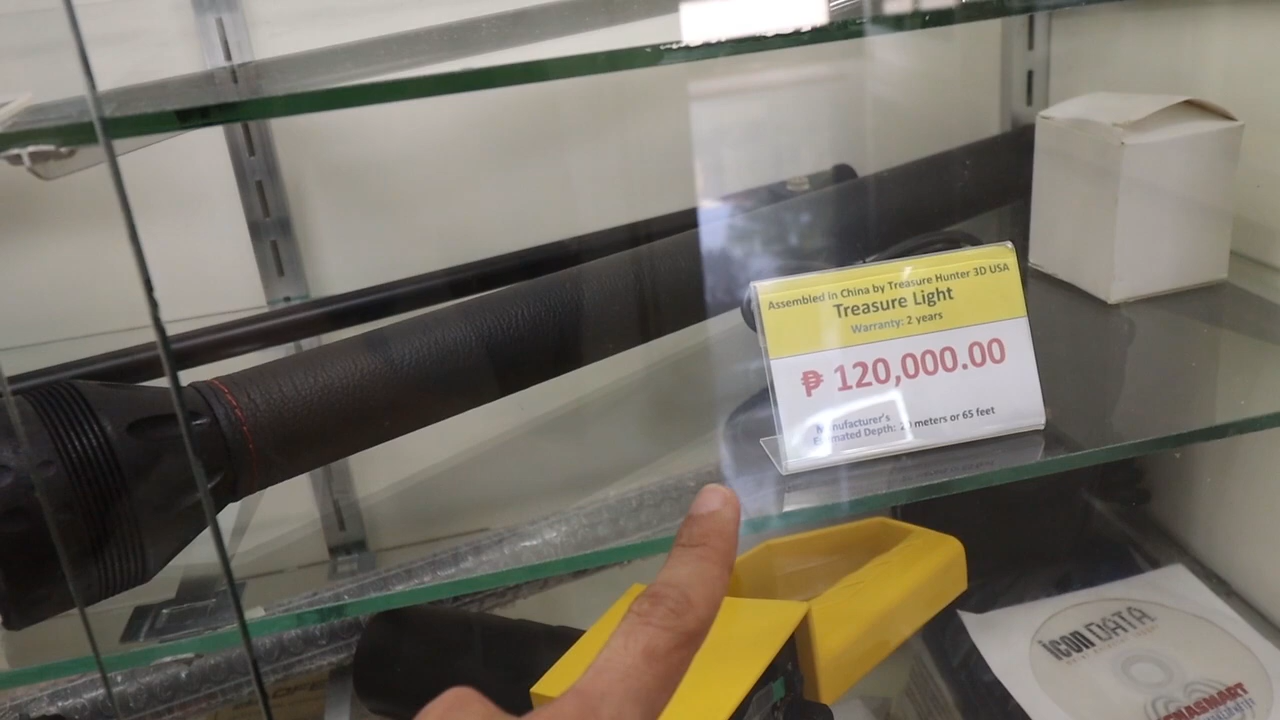 Assembled in China by Treasure Hunter 3D USA
Treasure Light
Warranty: 2 years
₱ 120,000.00
Manufacturer's
Estimated Depth: 20 meters or 65 feet
icon DATA